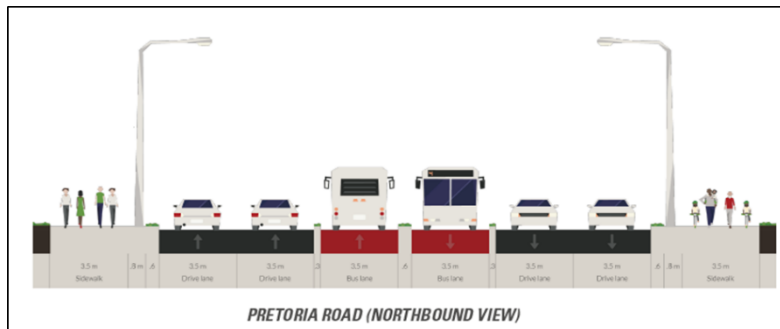 3.5 m .8 m .6 3.5 m 3.5 m .3 3.5 m .6 3.5 m .3 3.5 m 3.5 m .6 .8 m 3.5 m
Sidewalk Drive lane Drive lane Bus lane Bus lane Drive lane Drive lane Sidewalk
PRETORIA ROAD (NORTHBOUND VIEW)